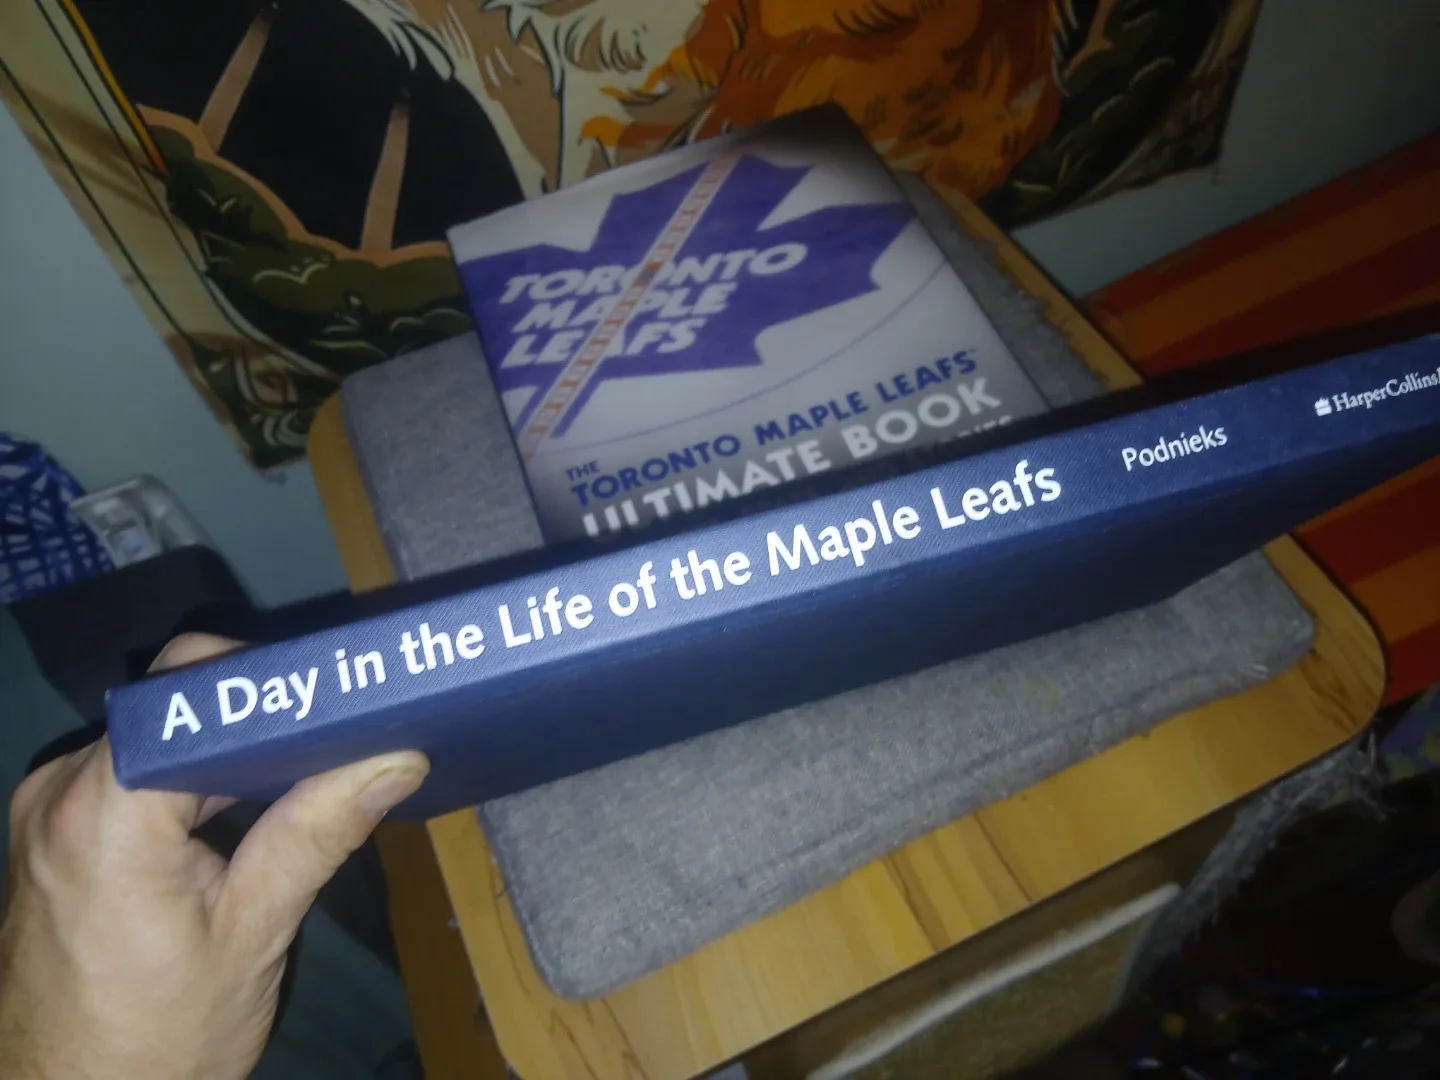 TORONTO
MAPLE
LEAFS
THE
TORONTO MAPLE LEAFS
ULTIMATE BOOK
A Day in the Life of the Maple Leafs
Podnieks
HarperCollins